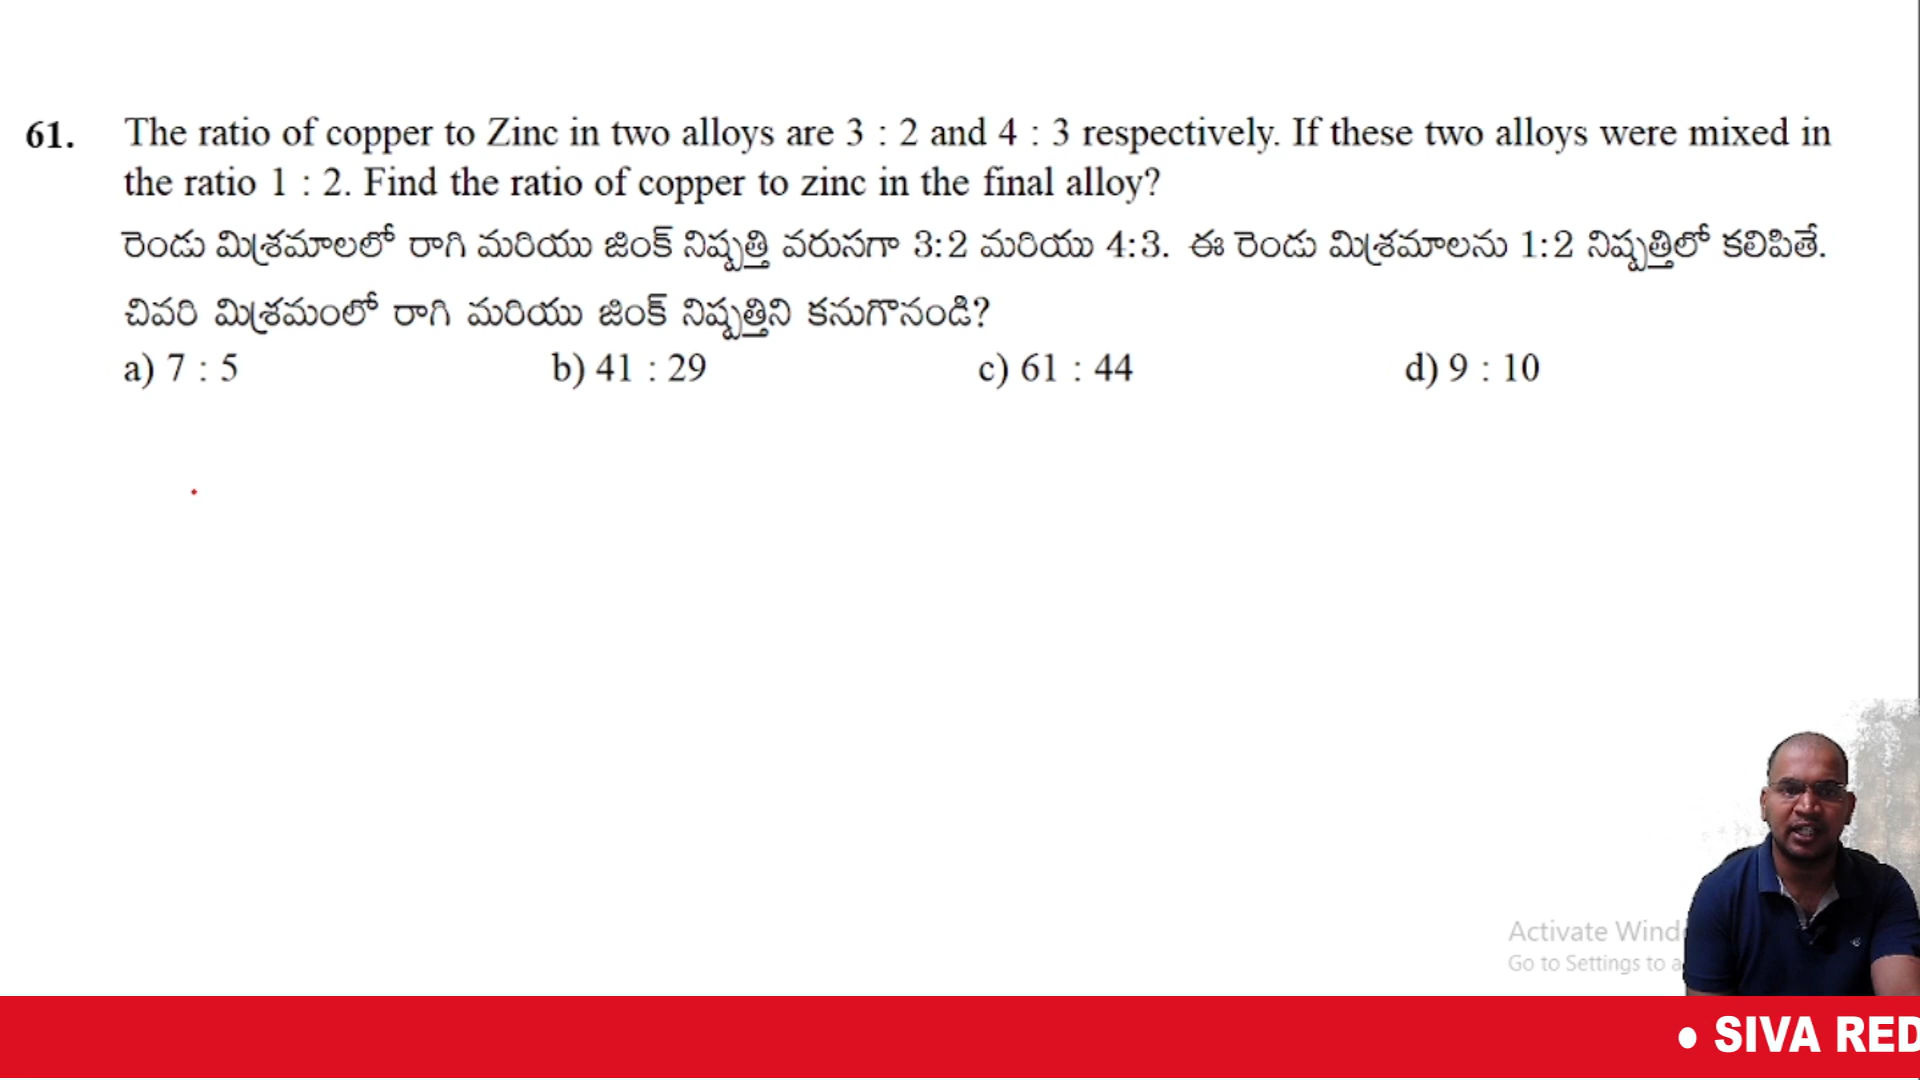 61. The ratio of copper to Zinc in two alloys are 3 : 2 and 4 : 3 respectively. If these two alloys were mixed in
the ratio 1 : 2. Find the ratio of copper to zinc in the final alloy?
రెండు మిశ్రమాలలో రాగి మరియు జింక్ నిష్పత్తి వరుసగా 3:2 మరియు 4:3. ఈ రెండు మిశ్రమాలను 1:2 నిష్పత్తిలో కలిపితే.
చివరి మిశ్రమంలో రాగి మరియు జింక్ నిష్పత్తిని కనుగొనండి?
a) 7 : 5 b) 41 : 29 c) 61 : 44 d) 9 : 10
Activate Wind
Go to Settings to a
• SIVA RED